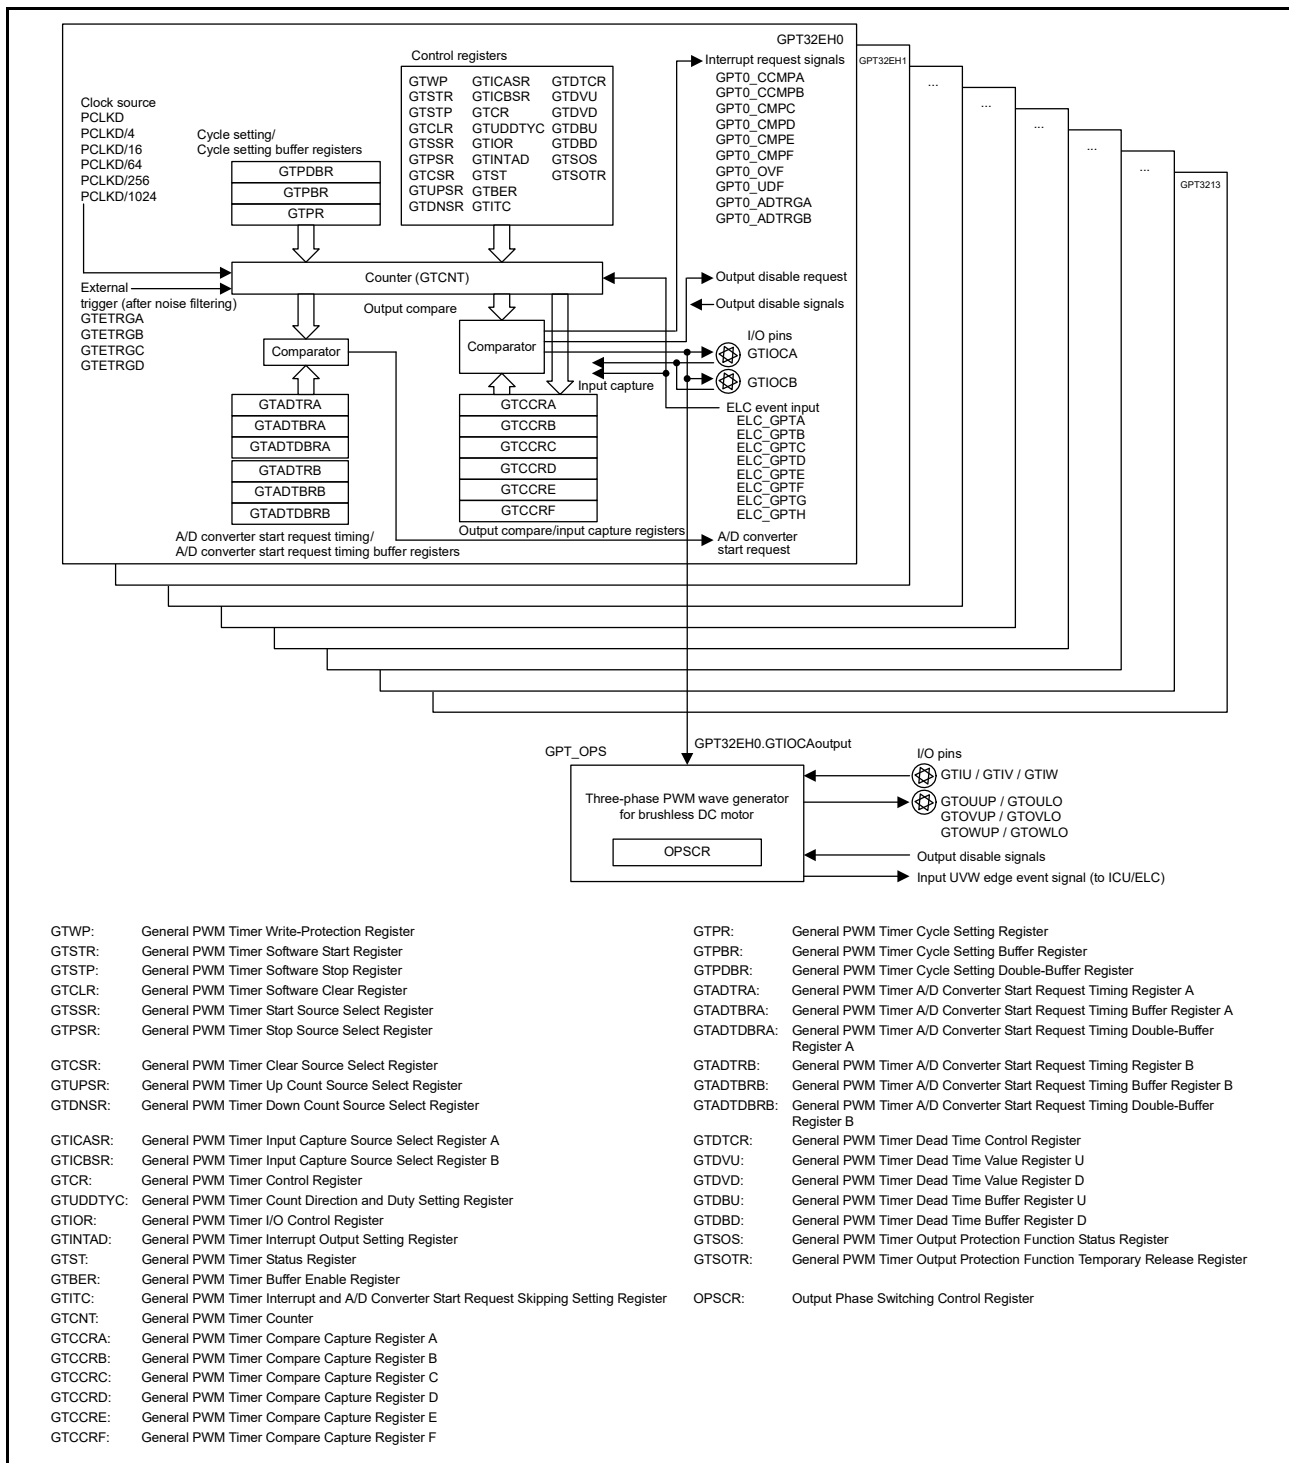 GPT32EH0
GPT32EH1
...
...
...
...
...
GPT3213
Clock source
PCLKD
PCLKD/4
PCLKD/16
PCLKD/64
PCLKD/256
PCLKD/1024
Cycle setting/
Cycle setting buffer registers
GTPDBR
GTPBR
GTPR
Control registers
GTWP GTICASR GTDTCR
GTSTR GTICBSR GTDVU
GTSTP GTCR GTDVD
GTCLR GTUDDTYC GTDBU
GTSSR GTIOR GTDBD
GTPSR GTINTAD GTSOS
GTCSR GTST GTSOTR
GTUPSR GTBER
GTDNSR GTITC
Interrupt request signals
GPT0_CCMPA
GPT0_CCMPB
GPT0_CMPC
GPT0_CMPD
GPT0_CMPE
GPT0_CMPF
GPT0_OVF
GPT0_UDF
GPT0_ADTRGA
GPT0_ADTRGB
Counter (GTCNT)
External
trigger (after noise filtering)
GTETRGA
GTETRGB
GTETRGC
GTETRGD
Output compare
Comparator
Comparator
Output disable request
Output disable signals
I/O pins
GTIOCA
GTIOCB
Input capture
ELC event input
ELC_GPTA
ELC_GPTB
ELC_GPTC
ELC_GPTD
ELC_GPTE
ELC_GPTF
ELC_GPTG
ELC_GPTH
GTADTRA
GTADTBRA
GTADTDBRA
GTADTRB
GTADTBRB
GTADTDBRB
GTCCRA
GTCCRB
GTCCRC
GTCCRD
GTCCRE
GTCCRF
A/D converter start request timing/
A/D converter start request timing buffer registers
Output compare/input capture registers
A/D converter
start request
GPT32EH0.GTIOCAoutput
GPT_OPS
Three-phase PWM wave generator
for brushless DC motor
OPSCR
I/O pins
GTIU / GTIV / GTIW
GTOUUP / GTOULO
GTOVUP / GTOVLO
GTOWUP / GTOWLO
Output disable signals
Input UVW edge event signal (to ICU/ELC)
GTWP: General PWM Timer Write-Protection Register
GTSTR: General PWM Timer Software Start Register
GTSTP: General PWM Timer Software Stop Register
GTCLR: General PWM Timer Software Clear Register
GTSSR: General PWM Timer Start Source Select Register
GTPSR: General PWM Timer Stop Source Select Register
GTCSR: General PWM Timer Clear Source Select Register
GTUPSR: General PWM Timer Up Count Source Select Register
GTDNSR: General PWM Timer Down Count Source Select Register
GTICASR: General PWM Timer Input Capture Source Select Register A
GTICBSR: General PWM Timer Input Capture Source Select Register B
GTCR: General PWM Timer Control Register
GTUDDTYC: General PWM Timer Count Direction and Duty Setting Register
GTIOR: General PWM Timer I/O Control Register
GTINTAD: General PWM Timer Interrupt Output Setting Register
GTST: General PWM Timer Status Register
GTBER: General PWM Timer Buffer Enable Register
GTITC: General PWM Timer Interrupt and A/D Converter Start Request Skipping Setting Register
GTCNT: General PWM Timer Counter
GTCCRA: General PWM Timer Compare Capture Register A
GTCCRB: General PWM Timer Compare Capture Register B
GTCCRC: General PWM Timer Compare Capture Register C
GTCCRD: General PWM Timer Compare Capture Register D
GTCCRE: General PWM Timer Compare Capture Register E
GTCCRF: General PWM Timer Compare Capture Register F
GTPR: General PWM Timer Cycle Setting Register
GTPBR: General PWM Timer Cycle Setting Buffer Register
GTPDBR: General PWM Timer Cycle Setting Double-Buffer Register
GTADTRA: General PWM Timer A/D Converter Start Request Timing Register A
GTADTBRA: General PWM Timer A/D Converter Start Request Timing Buffer Register A
GTADTDBRA: General PWM Timer A/D Converter Start Request Timing Double-Buffer
Register A
GTADTRB: General PWM Timer A/D Converter Start Request Timing Register B
GTADTBRB: General PWM Timer A/D Converter Start Request Timing Buffer Register B
GTADTDBRB: General PWM Timer A/D Converter Start Request Timing Double-Buffer
Register B
GTDTCR: General PWM Timer Dead Time Control Register
GTDVU: General PWM Timer Dead Time Value Register U
GTDVD: General PWM Timer Dead Time Value Register D
GTDBU: General PWM Timer Dead Time Buffer Register U
GTDBD: General PWM Timer Dead Time Buffer Register D
GTSOS: General PWM Timer Output Protection Function Status Register
GTSOTR: General PWM Timer Output Protection Function Temporary Release Register
OPSCR: Output Phase Switching Control Register